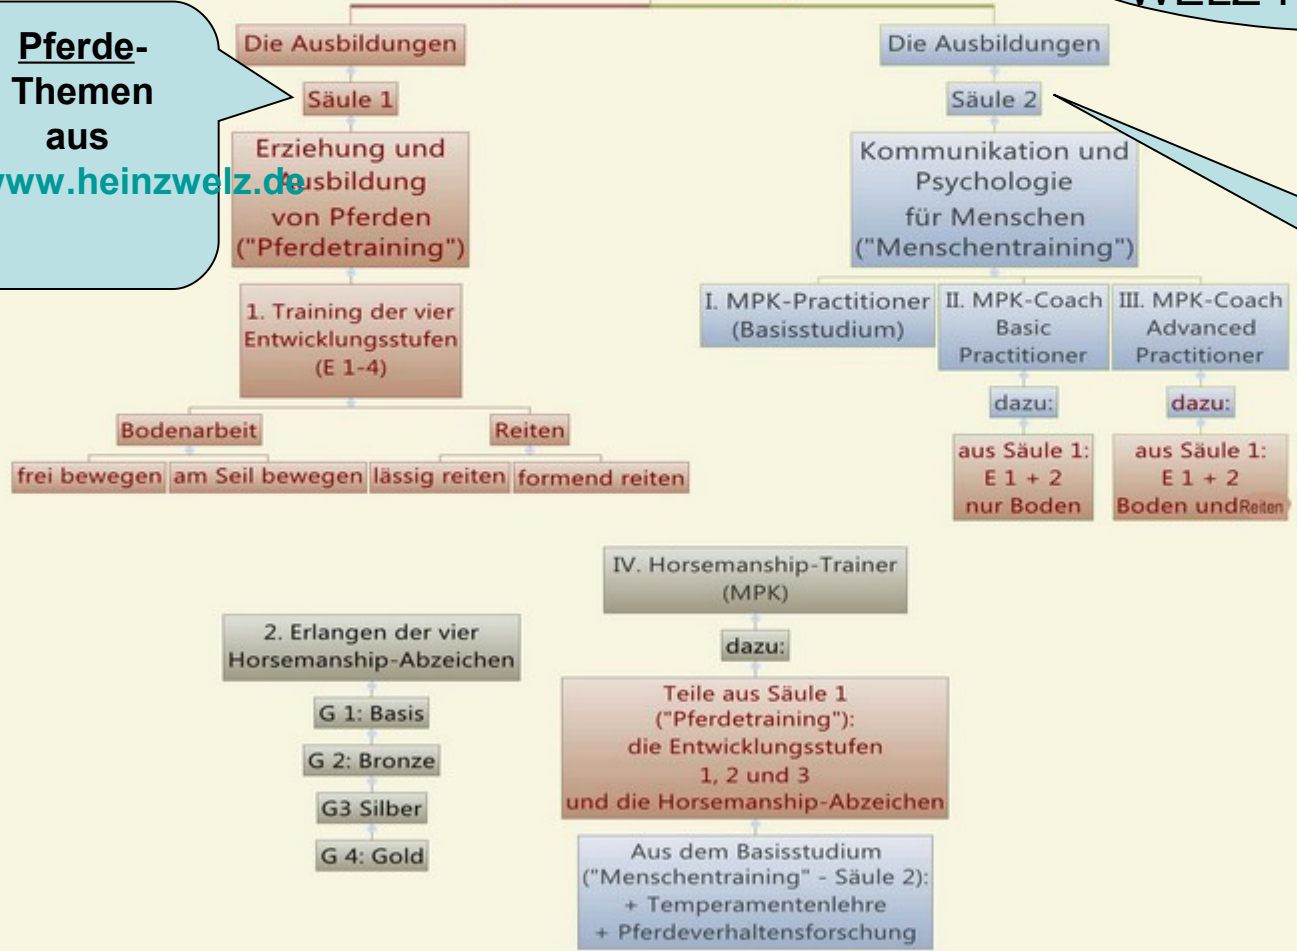 Pferde-
Themen
aus
www.heinzwelz.de
Die Ausbildungen
Säule 1
Erziehung und
Ausbildung
von Pferden
("Pferdetraining")
1. Training der vier
Entwicklungsstufen
(E 1-4)
Bodenarbeit
Reiten
frei bewegen
am Seil bewegen
lässig reiten
formend reiten
Die Ausbildungen
Säule 2
Kommunikation und
Psychologie
für Menschen
("Menschentraining")
I. MPK-Practitioner
(Basisstudium)
II. MPK-Coach
Basic
Practitioner
dazu:
aus Säule 1:
E 1 + 2
nur Boden
III. MPK-Coach
Advanced
Practitioner
dazu:
aus Säule 1:
E 1 + 2
Boden und Reiten
2. Erlangen der vier
Horsemanship-Abzeichen
G 1: Basis
G 2: Bronze
G3 Silber
G 4: Gold
IV. Horsemanship-Trainer
(MPK)
dazu:
Teile aus Säule 1
("Pferdetraining"):
die Entwicklungsstufen
1, 2 und 3
und die Horsemanship-Abzeichen
Aus dem Basisstudium
("Menschentraining" - Säule 2):
+ Temperamentenlehre
+ Pferdeverhaltensforschung